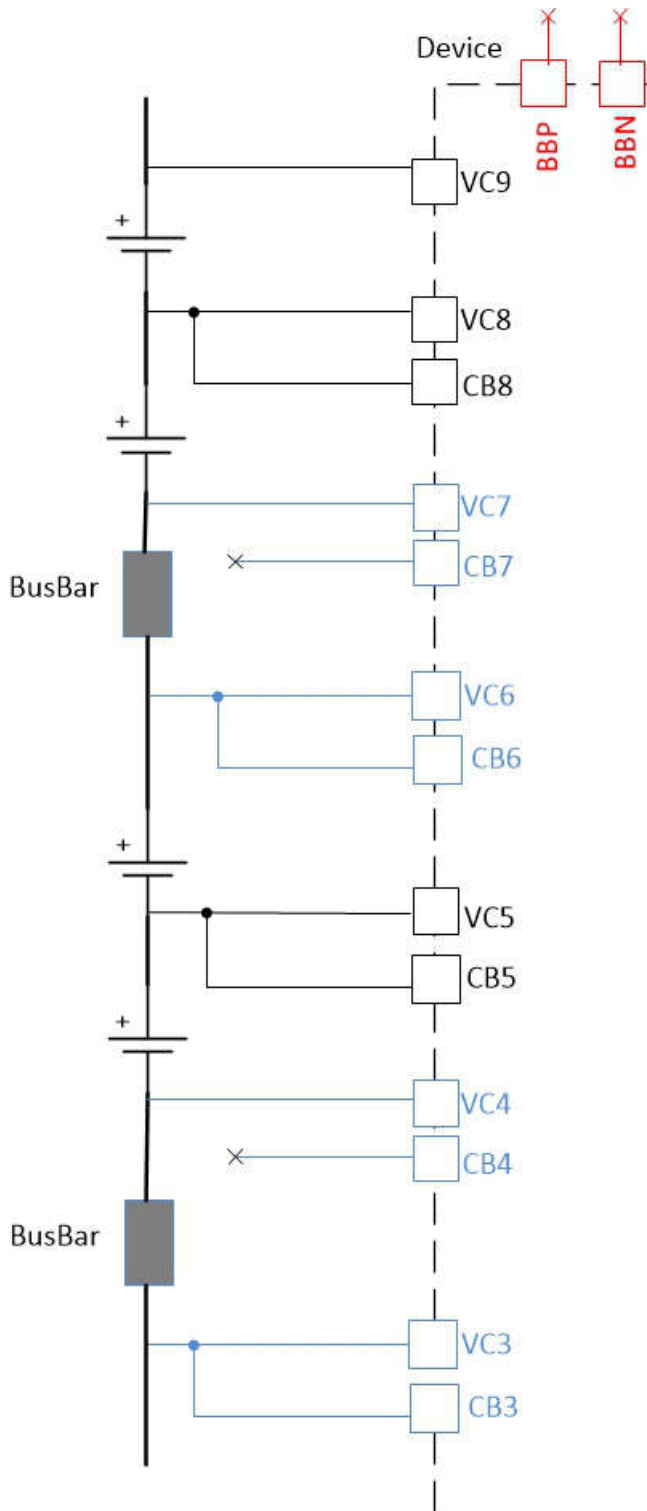 Device
BBP
BBN
VC9
+
VC8
CB8
+
VC7
CB7
BusBar
VC6
CB6
+
VC5
CB5
+
VC4
CB4
BusBar
VC3
CB3